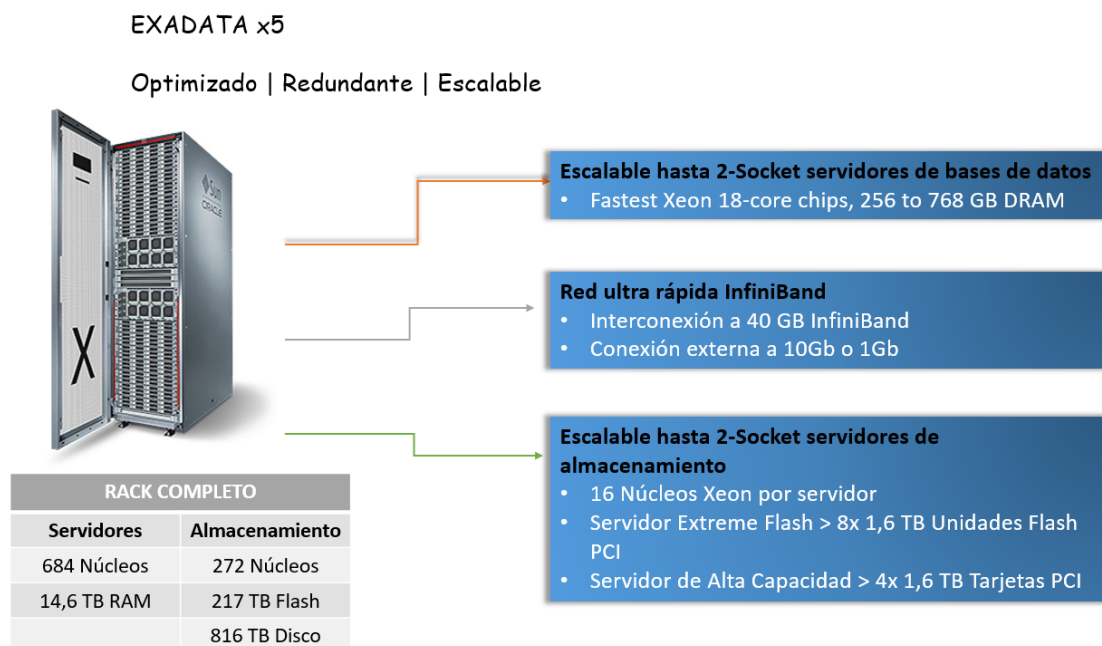 EXADATA x5
Optimizado | Redundante | Escalable
Sun
ORACLE
X
Escalable hasta 2-Socket servidores de bases de datos
• Fastest Xeon 18-core chips, 256 to 768 GB DRAM
Red ultra rápida InfiniBand
• Interconexión a 40 GB InfiniBand
• Conexión externa a 10Gb o 1Gb
Escalable hasta 2-Socket servidores de
almacenamiento
• 16 Núcleos Xeon por servidor
• Servidor Extreme Flash > 8x 1,6 TB Unidades Flash
PCI
• Servidor de Alta Capacidad > 4x 1,6 TB Tarjetas PCI
RACK COMPLETO
Servidores Almacenamiento
684 Núcleos 272 Núcleos
14,6 TB RAM 217 TB Flash
816 TB Disco